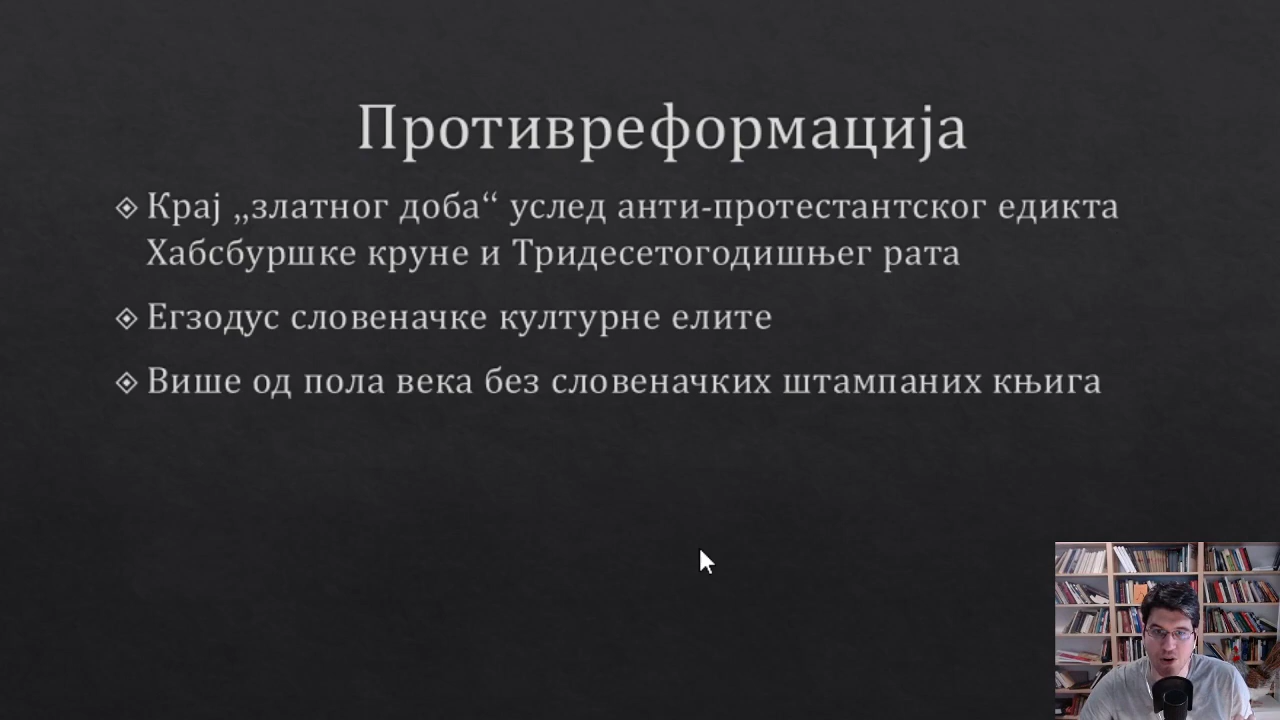 Противреформација
Крај „златног доба“ услед анти-протестантског едикта
Хабсбуршке круне и Тридесетогодишњег рата
Егзодус словеначке културне елите
Више од пола века без словеначких штампаних књига